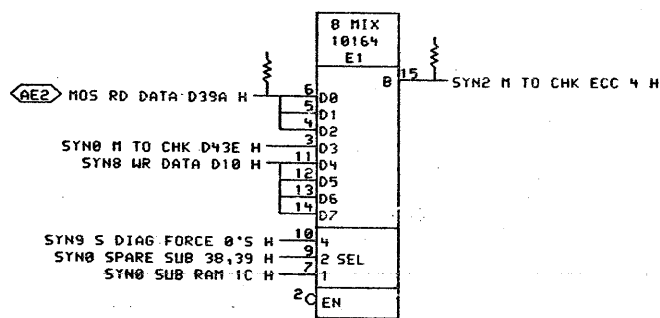 8 MIX
10164
E1
15
B SYN2 M TO CHK ECC 4 H
AE2 MOS RD DATA D39A H 6 D0
5 D1
4 D2
SYN0 M TO CHK D43E H 3 D3
SYN8 WR DATA D10 H 11 D4
12 D5
13 D6
14 D7
SYN9 S DIAG FORCE 0'S H 10 4
SYN0 SPARE SUB 38,39 H 9 2 SEL
SYN0 SUB RAM 1C H 7 1
2 EN